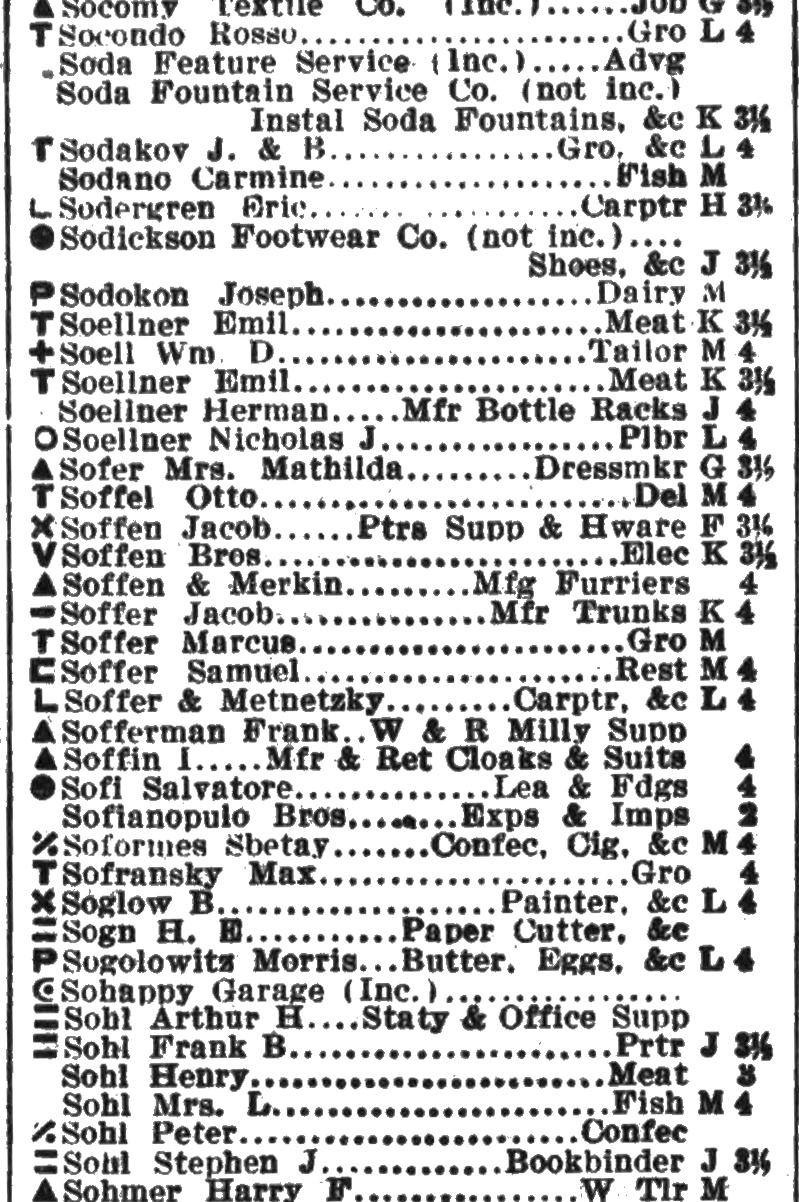 ▲ Socomy Textile Co. (Inc.)......Job G 3½
T Socondo Rosso........................Gro L 4
Soda Feature Service (Inc.).....Advg
Soda Fountain Service Co. (not inc.)
Instal Soda Fountains, &c K 3½
T Sodakov J. & B................Gro, &c L 4
Sodano Carmine....................Fish M
L Sodergren Eric....................Carptr H 3½
● Sodickson Footwear Co. (not inc.)....
Shoes, &c J 3½
P Sodokon Joseph...................Dairy M
T Soellner Emil......................Meat K 3½
+ Soell Wm. D......................Tailor M 4
T Soellner Emil.......................Meat K 3½
Soellner Herman.....Mfr Bottle Racks J 4
O Soellner Nicholas J.................Plbr L 4
▲ Sofer Mrs. Mathilda.........Dressmkr G 3½
T Soffel Otto...........................Del M 4
X Soffen Jacob......Ptrs Supp & Hware F 3½
V Soffen Bros..........................Elec K 3½
▲ Soffen & Merkin.........Mfg Furriers 4
- Soffer Jacob...............Mfr Trunks K 4
T Soffer Marcus.......................Gro M
⊏ Soffer Samuel......................Rest M 4
L Soffer & Metnetzky.........Carptr, &c L 4
▲ Sofferman Frank..W & R Milly Supp
▲ Soffin I.....Mfr & Ret Cloaks & Suits 4
● Sofi Salvatore..............Lea & Fdgs 4
Sofianopulo Bros........Exps & Imps 2
⁒ Soformes Sbetay.......Confec, Cig, &c M 4
T Sofransky Max......................Gro 4
X Soglow B....................Painter, &c L 4
= Sogn H. E...........Paper Cutter, &c
P Sogolowitz Morris...Butter, Eggs, &c L 4
Sohappy Garage (Inc.).................
☰ Sohl Arthur H....Staty & Office Supp
☰ Sohl Frank B.......................Prtr J 3½
Sohl Henry..........................Meat 3
Sohl Mrs. L........................Fish M 4
⁒ Sohl Peter........................Confec
= Sohl Stephen J.............Bookbinder J 3½
▲ Sohmer Harry F................W Tlr M